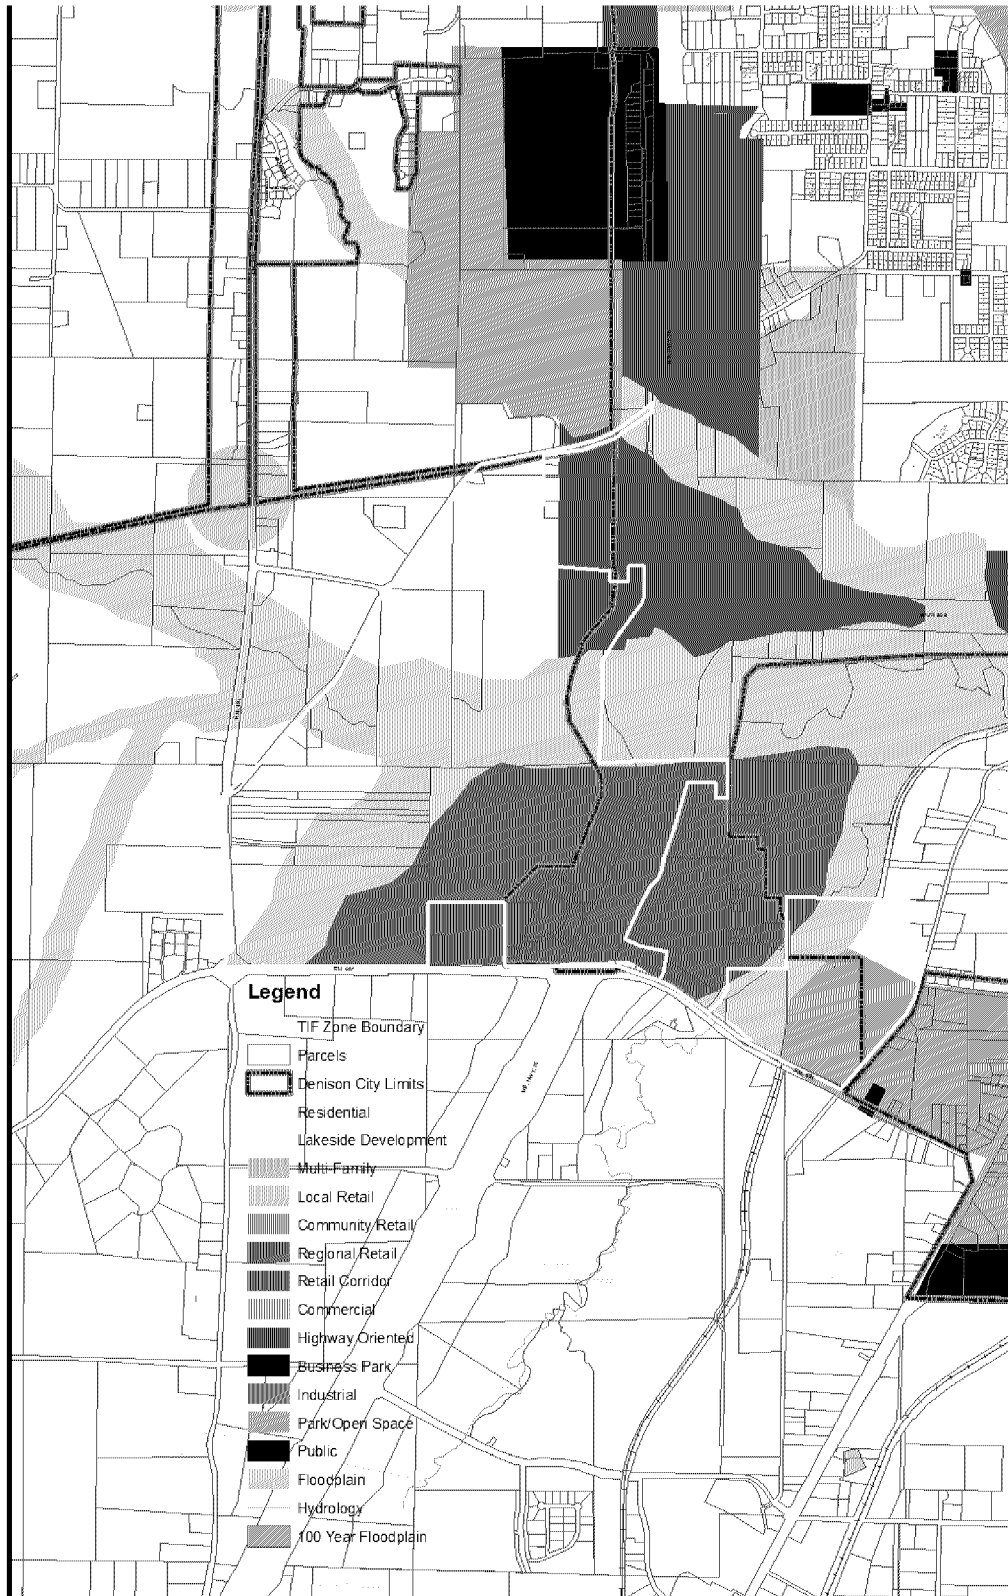 Legend
TIF Zone Boundary
Parcels
Denison City Limits
Residential
Lakeside Development
Multi-Family
Local Retail
Community Retail
Regional Retail
Retail Corridor
Commercial
Highway Oriented
Business Park
Industrial
Park/Open Space
Public
Floodplain
Hydrology
100 Year Floodplain